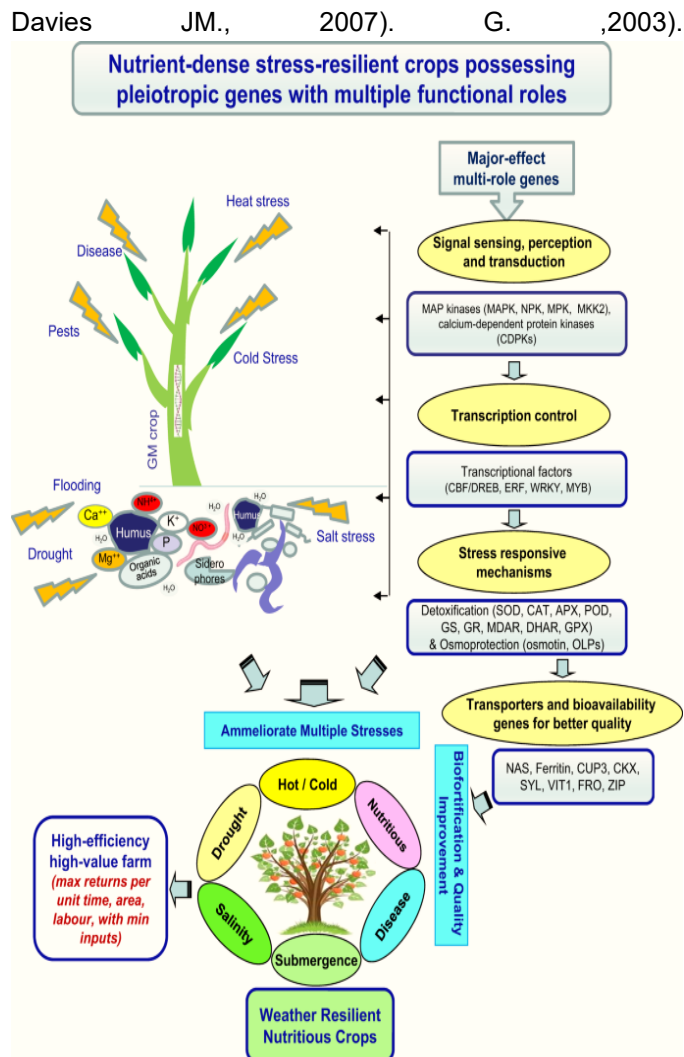 Davies JM., 2007). G. ,2003).
Nutrient-dense stress-resilient crops possessing
pleiotropic genes with multiple functional roles
Major-effect
multi-role genes
Heat stress
Disease
Pests
Cold Stress
GM crop
Signal sensing, perception
and transduction
MAP kinases (MAPK, NPK, MPK, MKK2),
calcium-dependent protein kinases
(CDPKs)
Transcription control
Transcriptional factors
(CBF/DREB, ERF, WRKY, MYB)
Stress responsive
mechanisms
Detoxification (SOD, CAT, APX, POD,
GS, GR, MDAR, DHAR, GPX)
& Osmoprotection (osmotin, OLPs)
Transporters and bioavailability
genes for better quality
NAS, Ferritin, CUP3, CKX,
SYL, VIT1, FRO, ZIP
Flooding
Drought
Salt stress
Ca++
H₂O
Mg++
Humus
K+
P
Organic
acids
H₂O
Sidero
phores
H₂O
H₂O
Humus
H₂O
Ammeliorate Multiple Stresses
Biofortification & Quality
Improvement
Hot / Cold
Nutritious
Disease
Submergence
Salinity
Drought
High-efficiency
high-value farm
(max returns per
unit time, area,
labour, with min
inputs)
Weather Resilient
Nutritious Crops